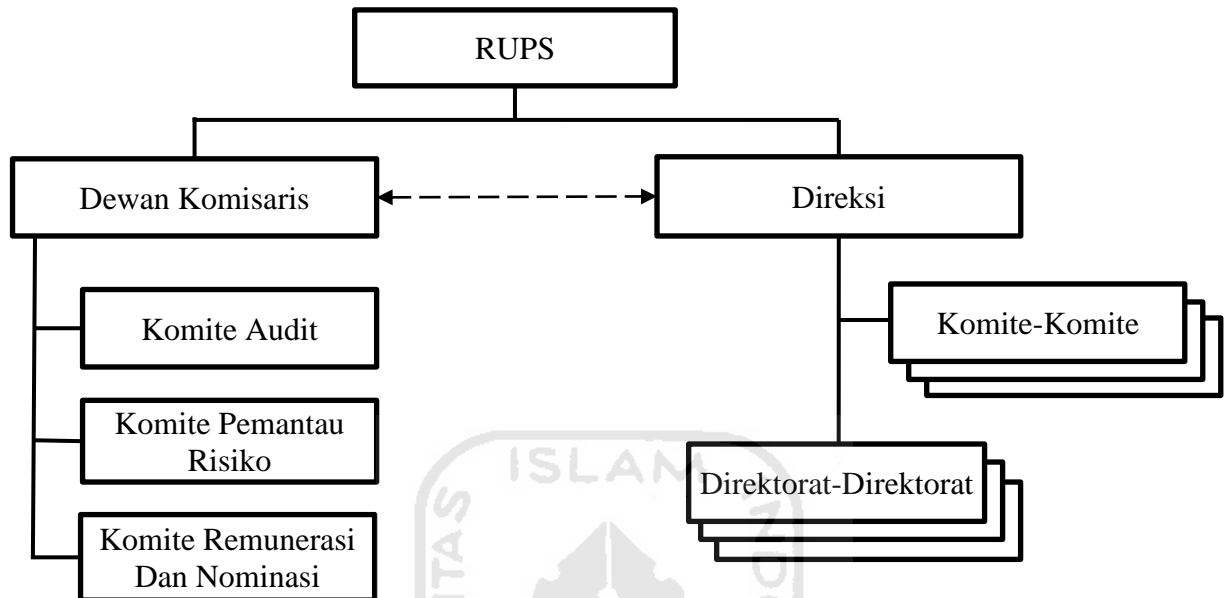 RUPS
Dewan Komisaris
Direksi
Komite Audit
Komite-Komite
Komite Pemantau
Risiko
Direktorat-Direktorat
Komite Remunerasi
Dan Nominasi
ISLAM